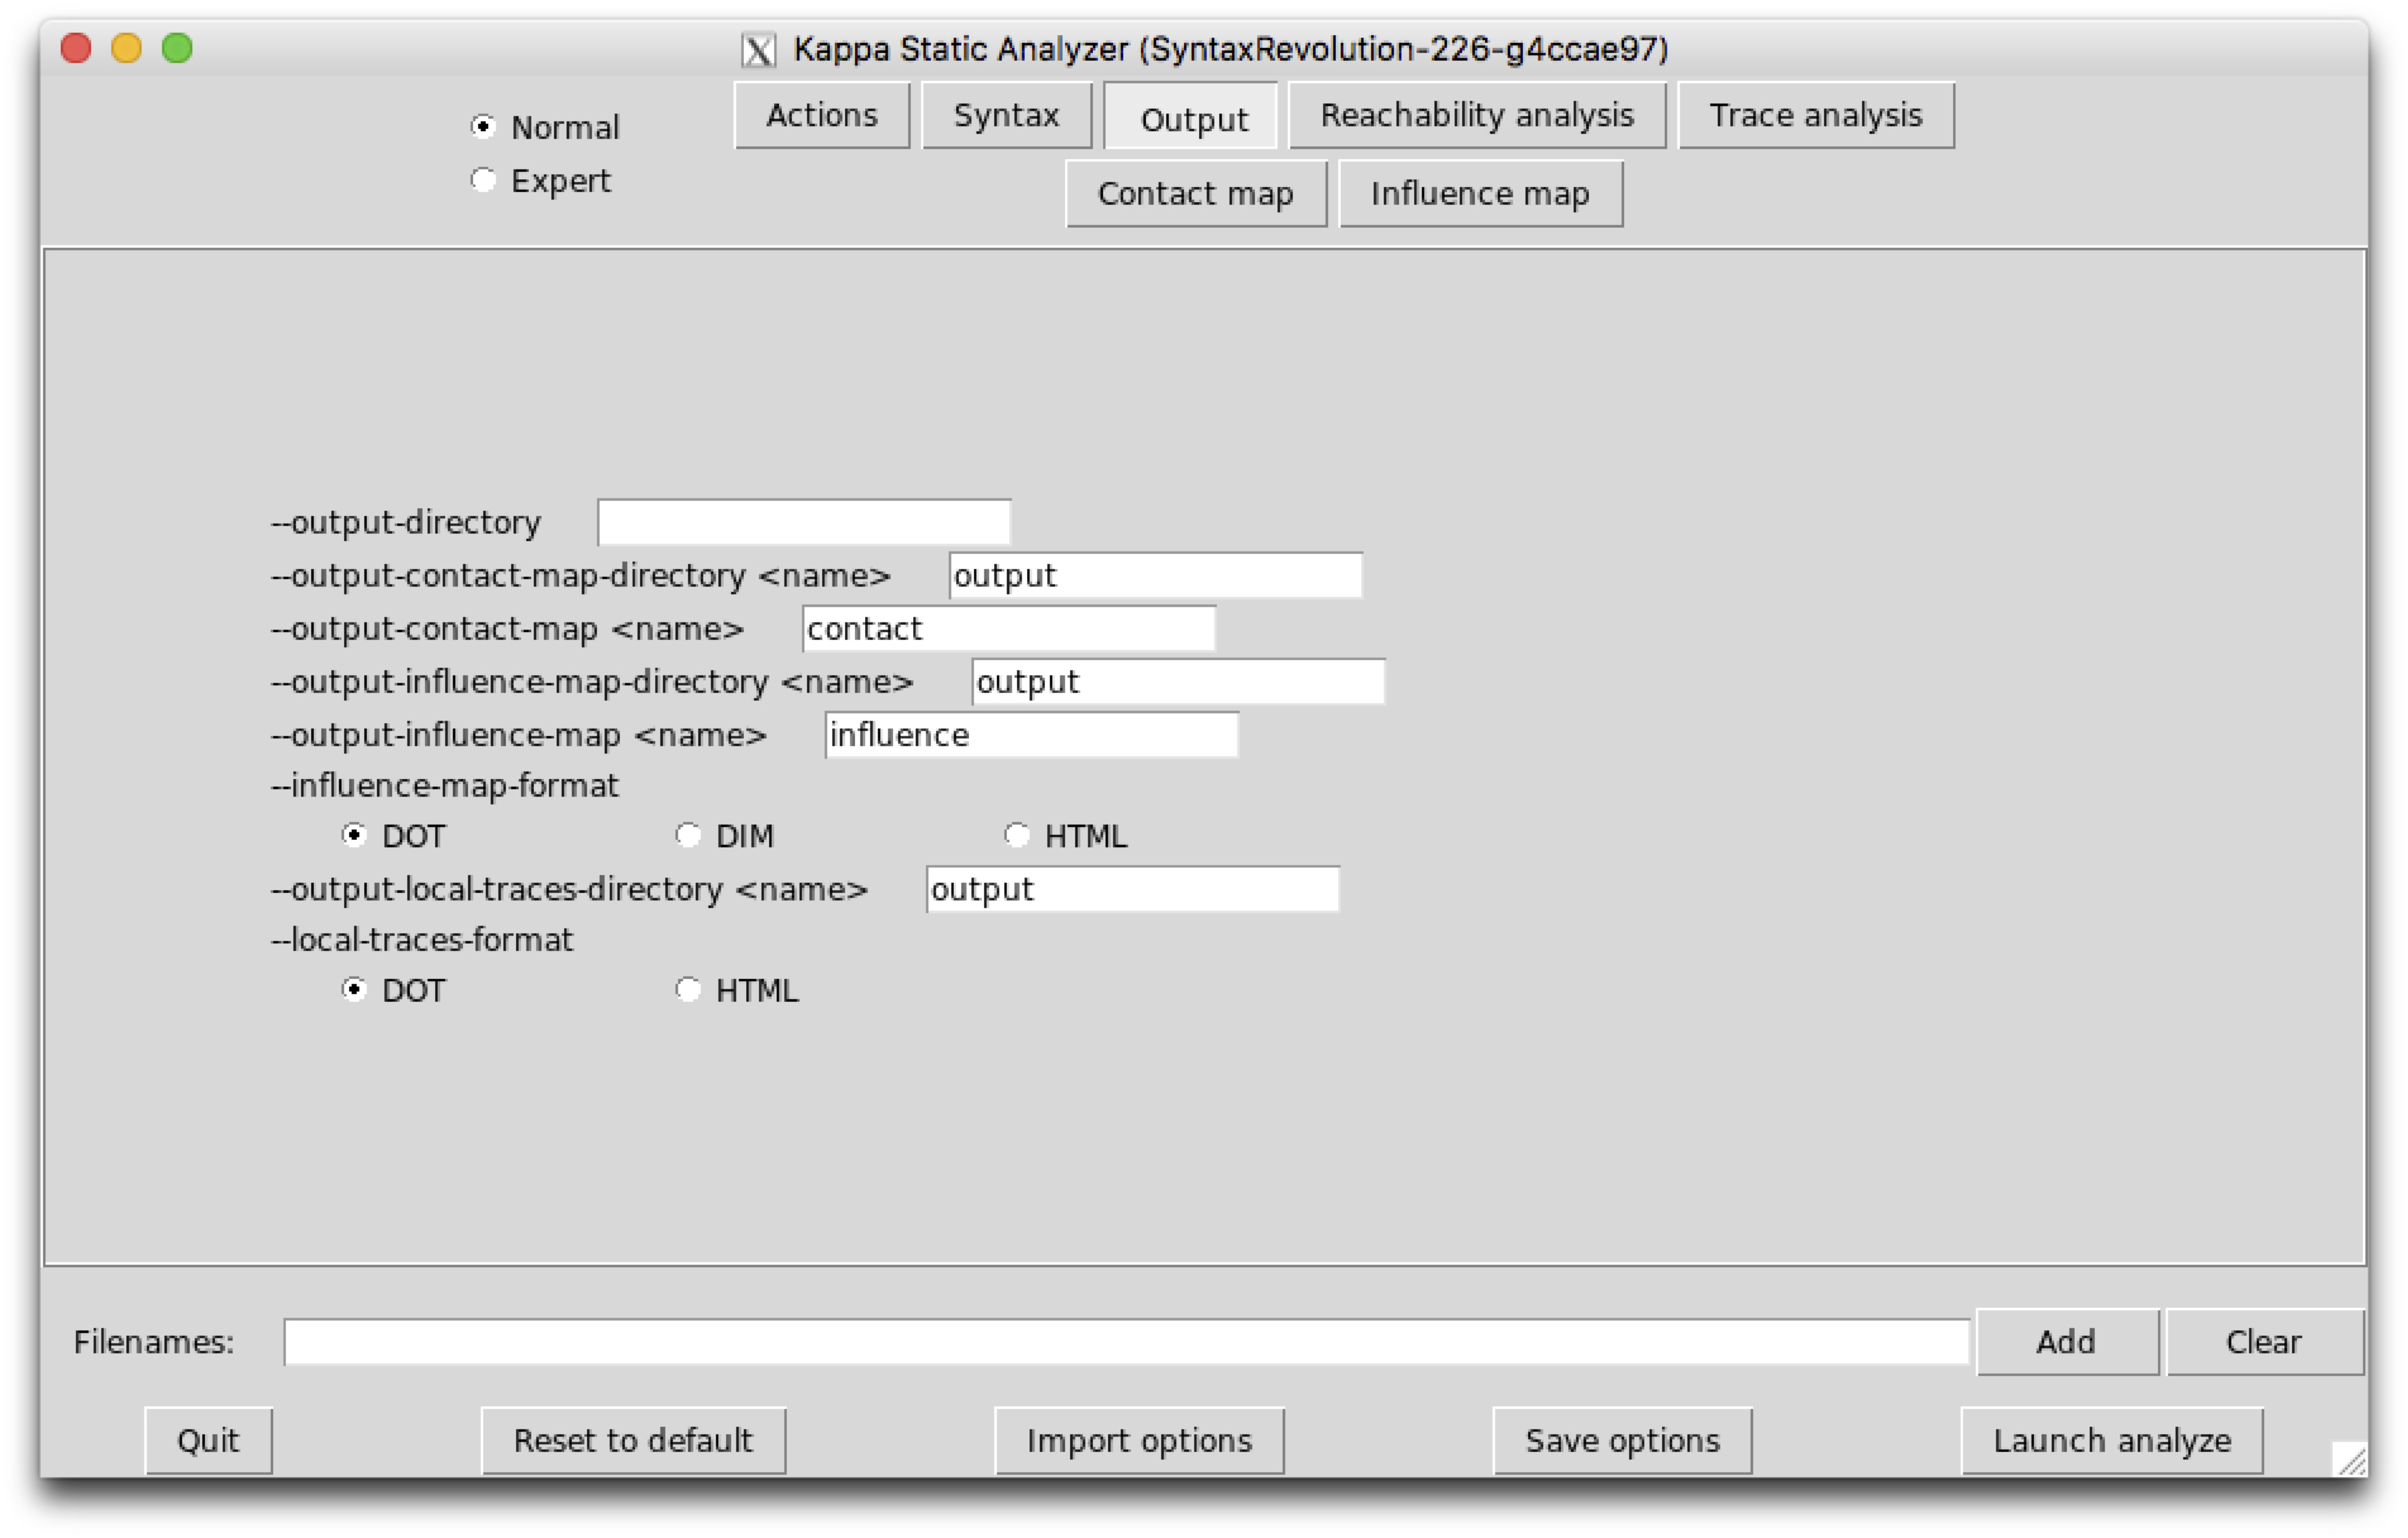 Kappa Static Analyzer (SyntaxRevolution-226-g4ccae97)
Normal
Expert
Actions Syntax Output Reachability analysis Trace analysis
Contact map Influence map
--output-directory
--output-contact-map-directory <name> output
--output-contact-map <name> contact
--output-influence-map-directory <name> output
--output-influence-map <name> influence
--influence-map-format
DOT DIM HTML
--output-local-traces-directory <name> output
--local-traces-format
DOT HTML
Filenames: Add Clear
Quit Reset to default Import options Save options Launch analyze